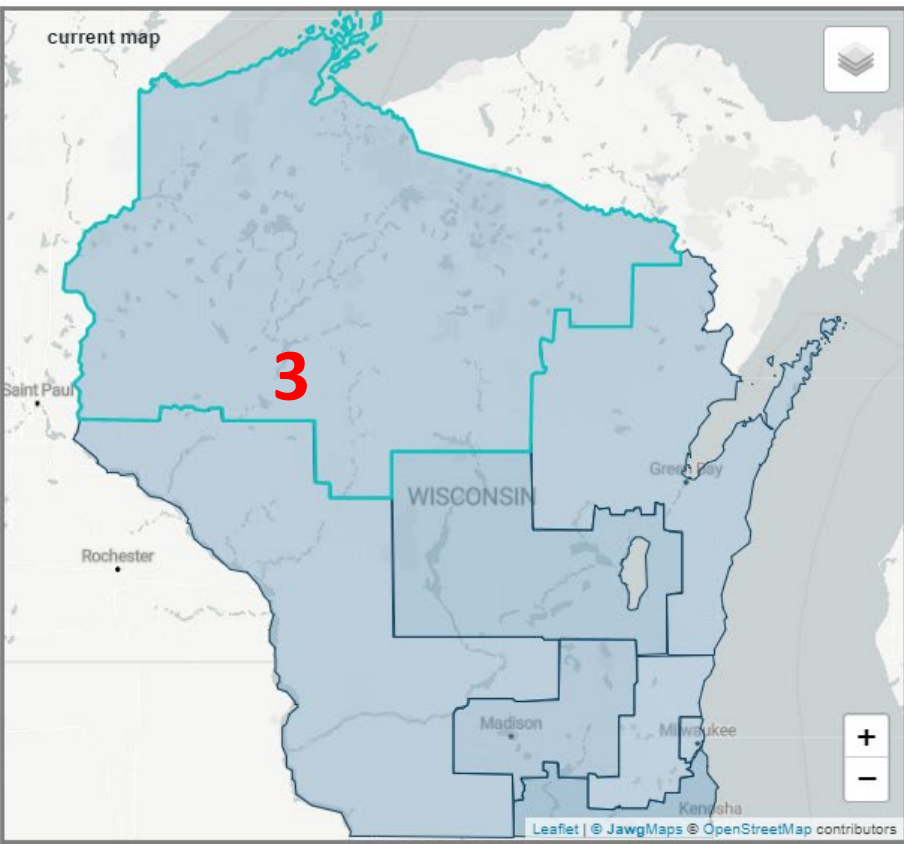 current map
3
Saint Paul
Green Bay
WISCONSIN
Rochester
Madison
Milwaukee
+
−
Kenosha
Leaflet | © JawgMaps © OpenStreetMap contributors